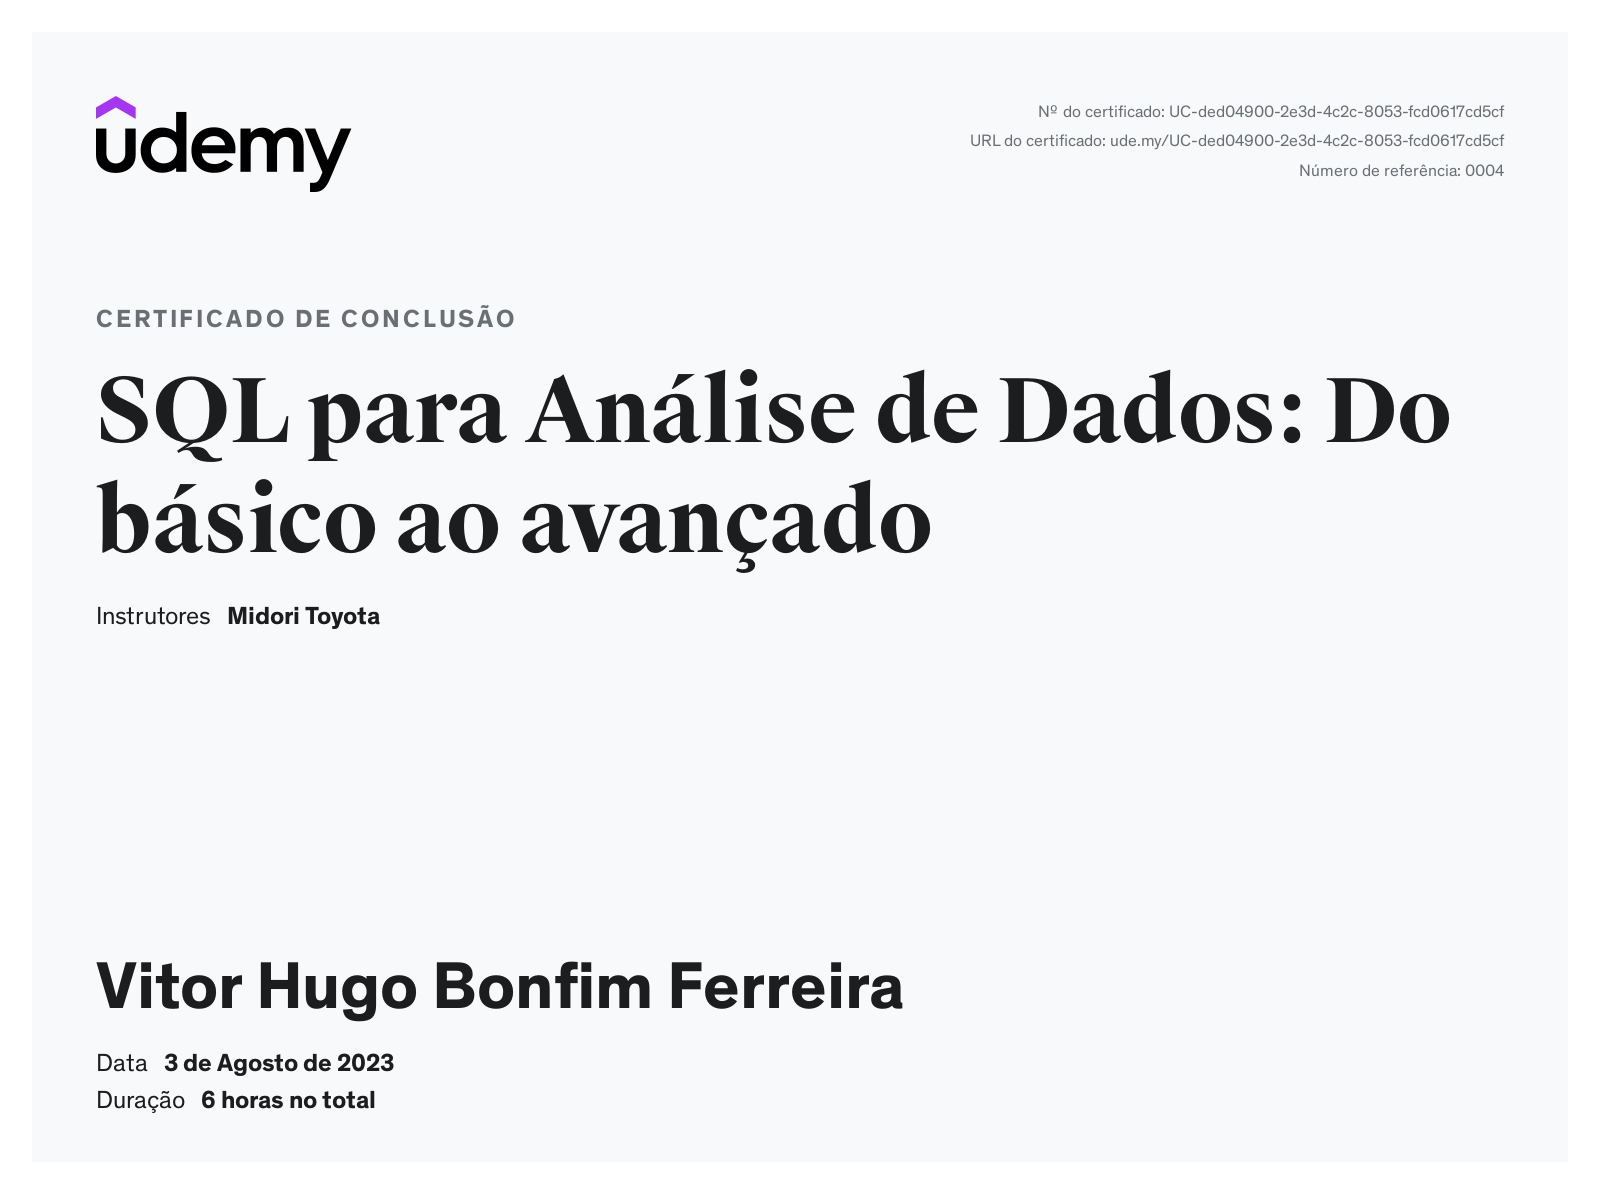 udemy
Nº do certificado: UC-ded04900-2e3d-4c2c-8053-fcd0617cd5cf
URL do certificado: ude.my/UC-ded04900-2e3d-4c2c-8053-fcd0617cd5cf
Número de referência: 0004
CERTIFICADO DE CONCLUSÃO
SQL para Análise de Dados: Do
básico ao avançado
Instrutores Midori Toyota
Vitor Hugo Bonfim Ferreira
Data 3 de Agosto de 2023
Duração 6 horas no total